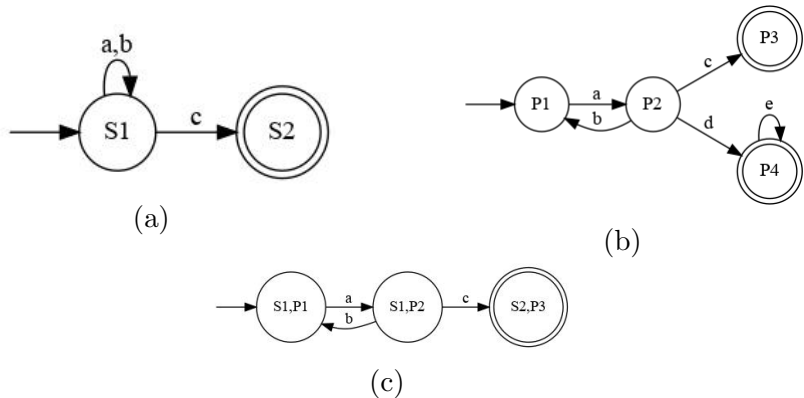 a,b
S1
c
S2
(a)
P1
a
P2
b
c
P3
d
e
P4
(b)
S1,P1
a
b
S1,P2
c
S2,P3
(c)